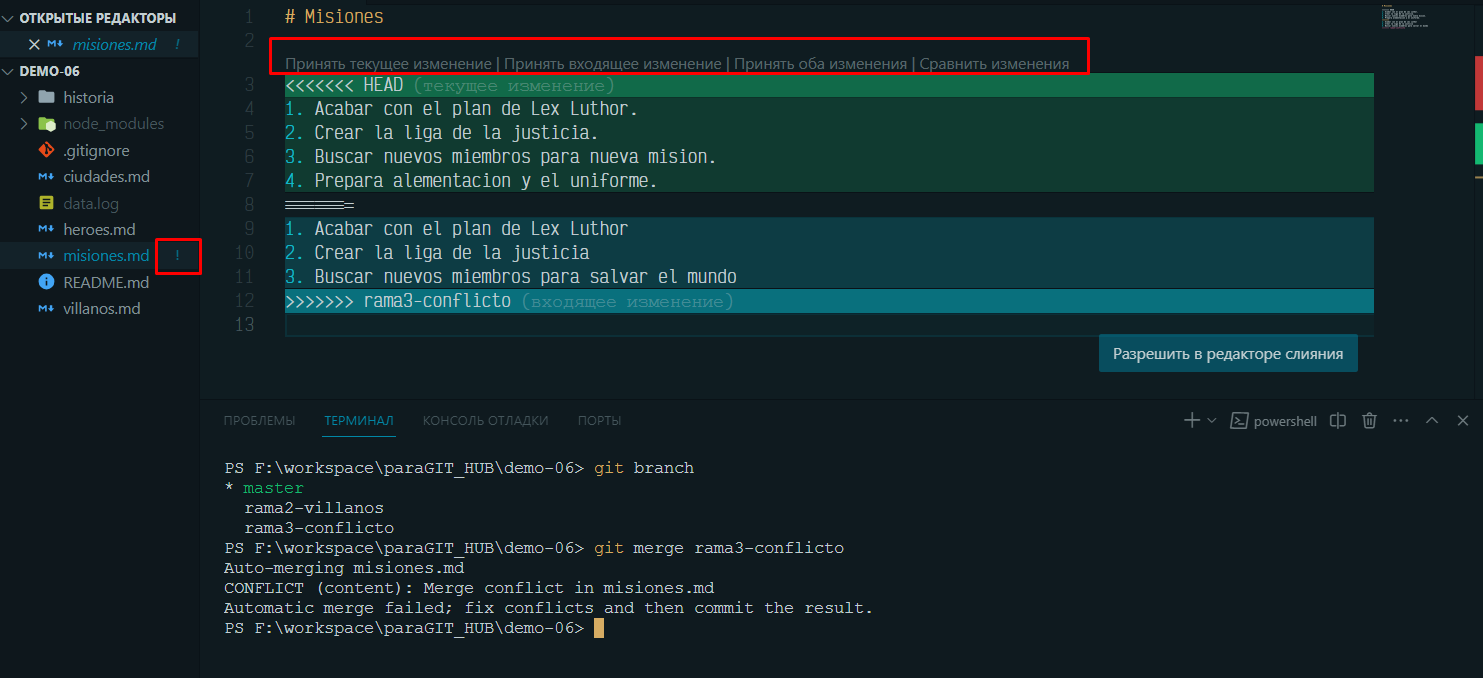 ОТКРЫТЫЕ РЕДАКТОРЫ
misiones.md !
DEMO-06
historia
node_modules
.gitignore
ciudades.md
data.log
heroes.md
misiones.md !
README.md
villanos.md
1 # Misiones
2
Принять текущее изменение | Принять входящее изменение | Принять оба изменения | Сравнить изменения
3 <<<<<<< HEAD (текущее изменение)
4 1. Acabar con el plan de Lex Luthor.
5 2. Crear la liga de la justicia.
6 3. Buscar nuevos miembros para nueva mision.
7 4. Prepara alementacion y el uniforme.
8 =======
9 1. Acabar con el plan de Lex Luthor
10 2. Crear la liga de la justicia
11 3. Buscar nuevos miembros para salvar el mundo
12 >>>>>>> rama3-conflicto (входящее изменение)
13
Разрешить в редакторе слияния
ПРОБЛЕМЫ ТЕРМИНАЛ КОНСОЛЬ ОТЛАДКИ ПОРТЫ
powershell
PS F:\workspace\paraGIT_HUB\demo-06> git branch
* master
rama2-villanos
rama3-conflicto
PS F:\workspace\paraGIT_HUB\demo-06> git merge rama3-conflicto
Auto-merging misiones.md
CONFLICT (content): Merge conflict in misiones.md
Automatic merge failed; fix conflicts and then commit the result.
PS F:\workspace\paraGIT_HUB\demo-06>